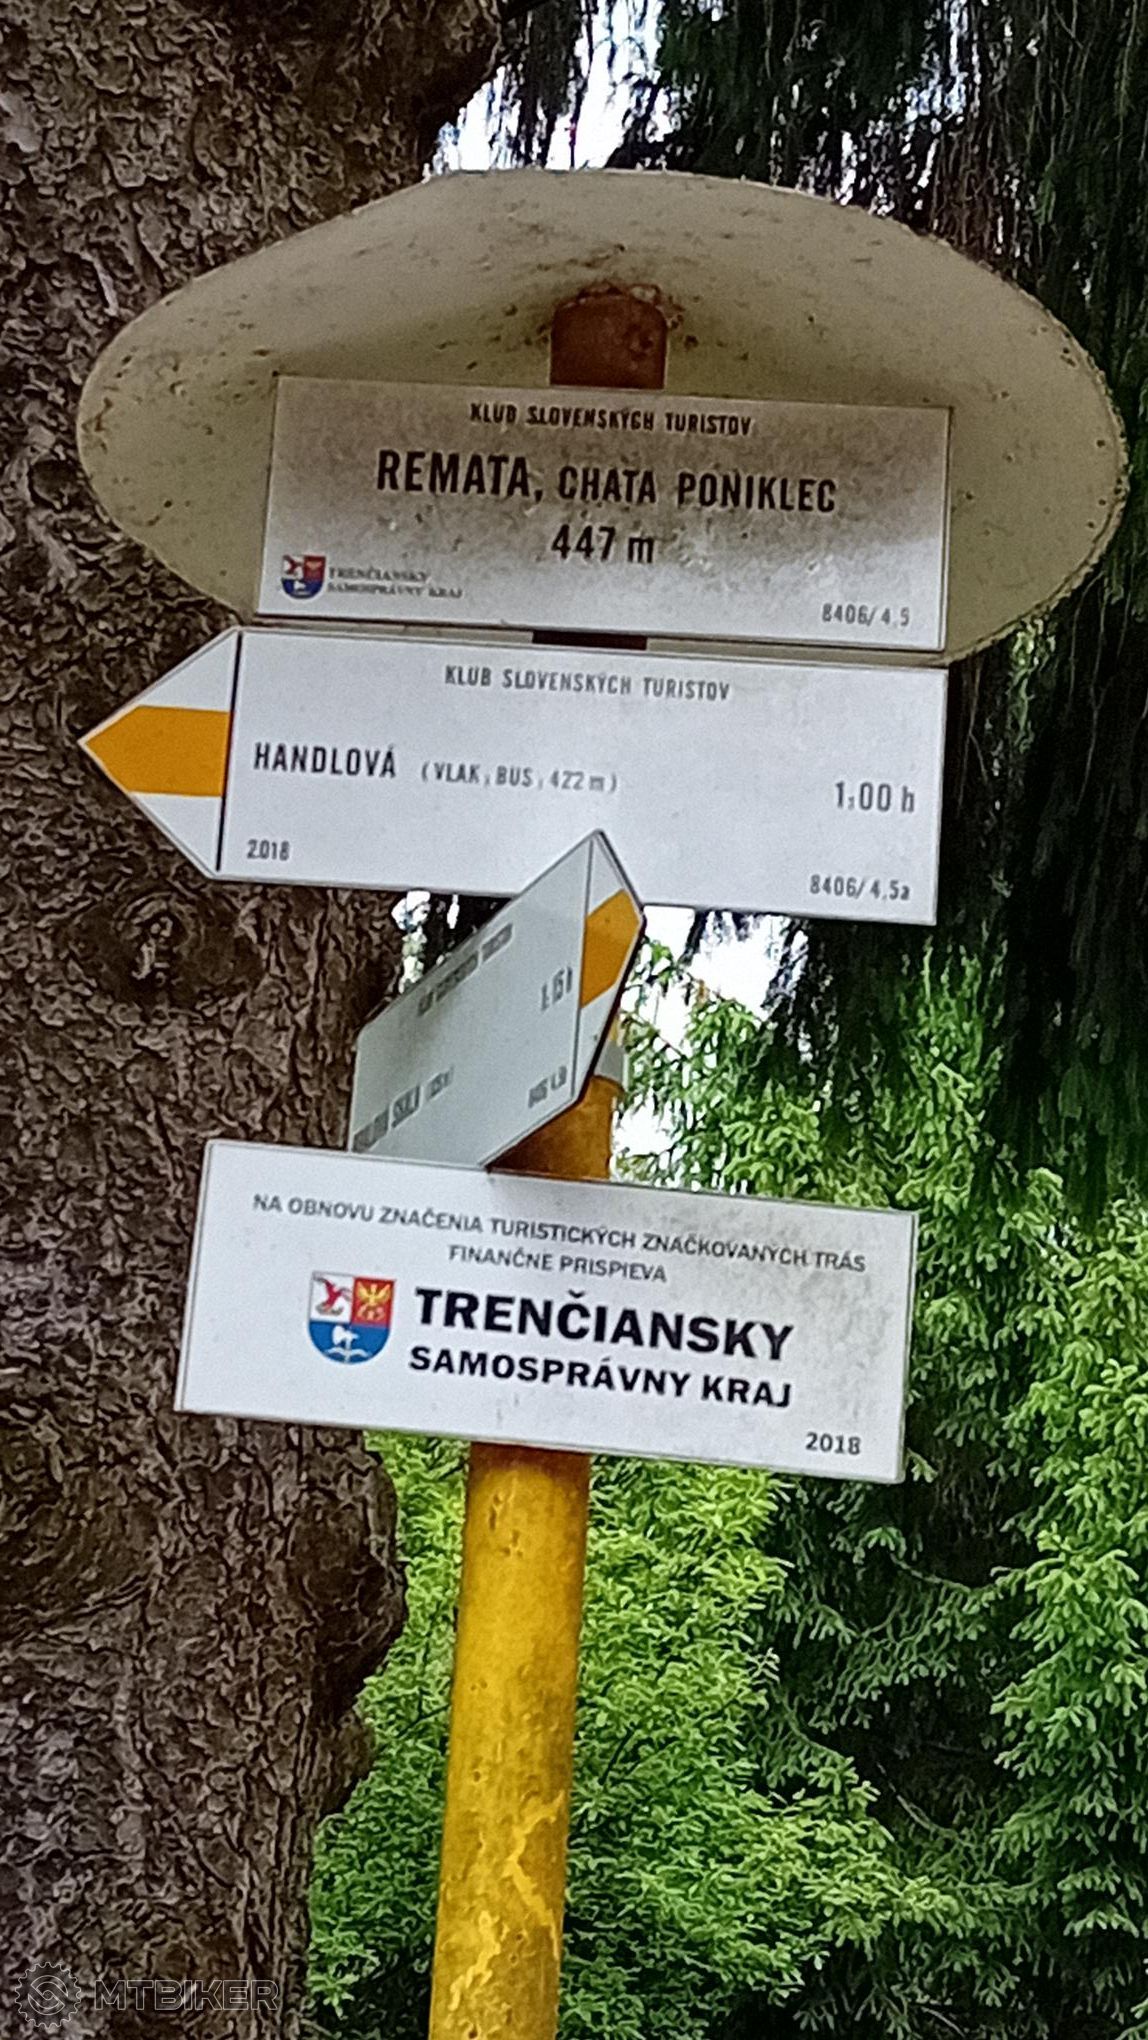 KLUB SLOVENSKÝCH TURISTOV
REMATA, CHATA PONIKLEC
447 m
TRENČIANSKY
SAMOSPRÁVNY KRAJ
8406/4,5
KLUB SLOVENSKÝCH TURISTOV
HANDLOVÁ (VLAK, BUS, 422 m)
1:00 h
2018
8406/4,5a
NA OBNOVU ZNAČENIA TURISTICKÝCH ZNAČKOVANÝCH TRÁS
FINANČNE PRISPIEVA
TRENČIANSKY
SAMOSPRÁVNY KRAJ
2018
MTBIKER